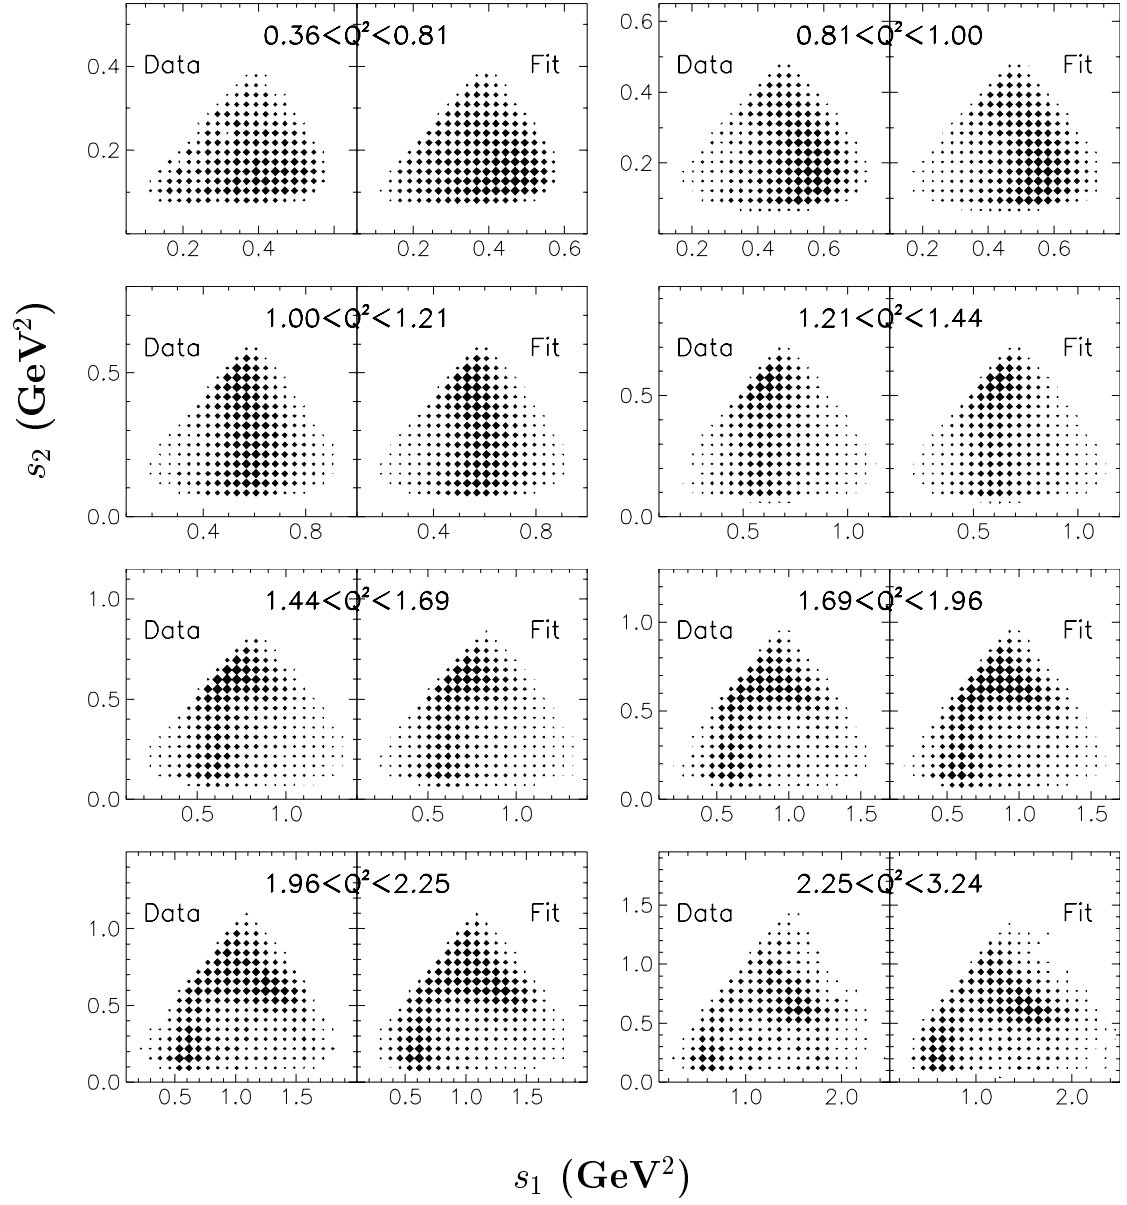 0.36<Q²<0.81
Data
Fit
0.4
0.2
0.2 0.4 0.2 0.4 0.6
0.81<Q²<1.00
Data
Fit
0.6
0.4
0.2
0.2 0.4 0.6 0.2 0.4 0.6
1.00<Q²<1.21
Data
Fit
0.5
0.0
0.4 0.8 0.4 0.8
1.21<Q²<1.44
Data
Fit
0.5
0.0
0.5 1.0 0.5 1.0
1.44<Q²<1.69
Data
Fit
1.0
0.5
0.0
0.5 1.0 0.5 1.0
1.69<Q²<1.96
Data
Fit
1.0
0.5
0.0
0.5 1.0 1.5 0.5 1.0 1.5
1.96<Q²<2.25
Data
Fit
1.0
0.5
0.0
0.5 1.0 1.5 0.5 1.0 1.5
2.25<Q²<3.24
Data
Fit
1.5
1.0
0.5
0.0
1.0 2.0 1.0 2.0
s₂ (GeV²)
s₁ (GeV²)